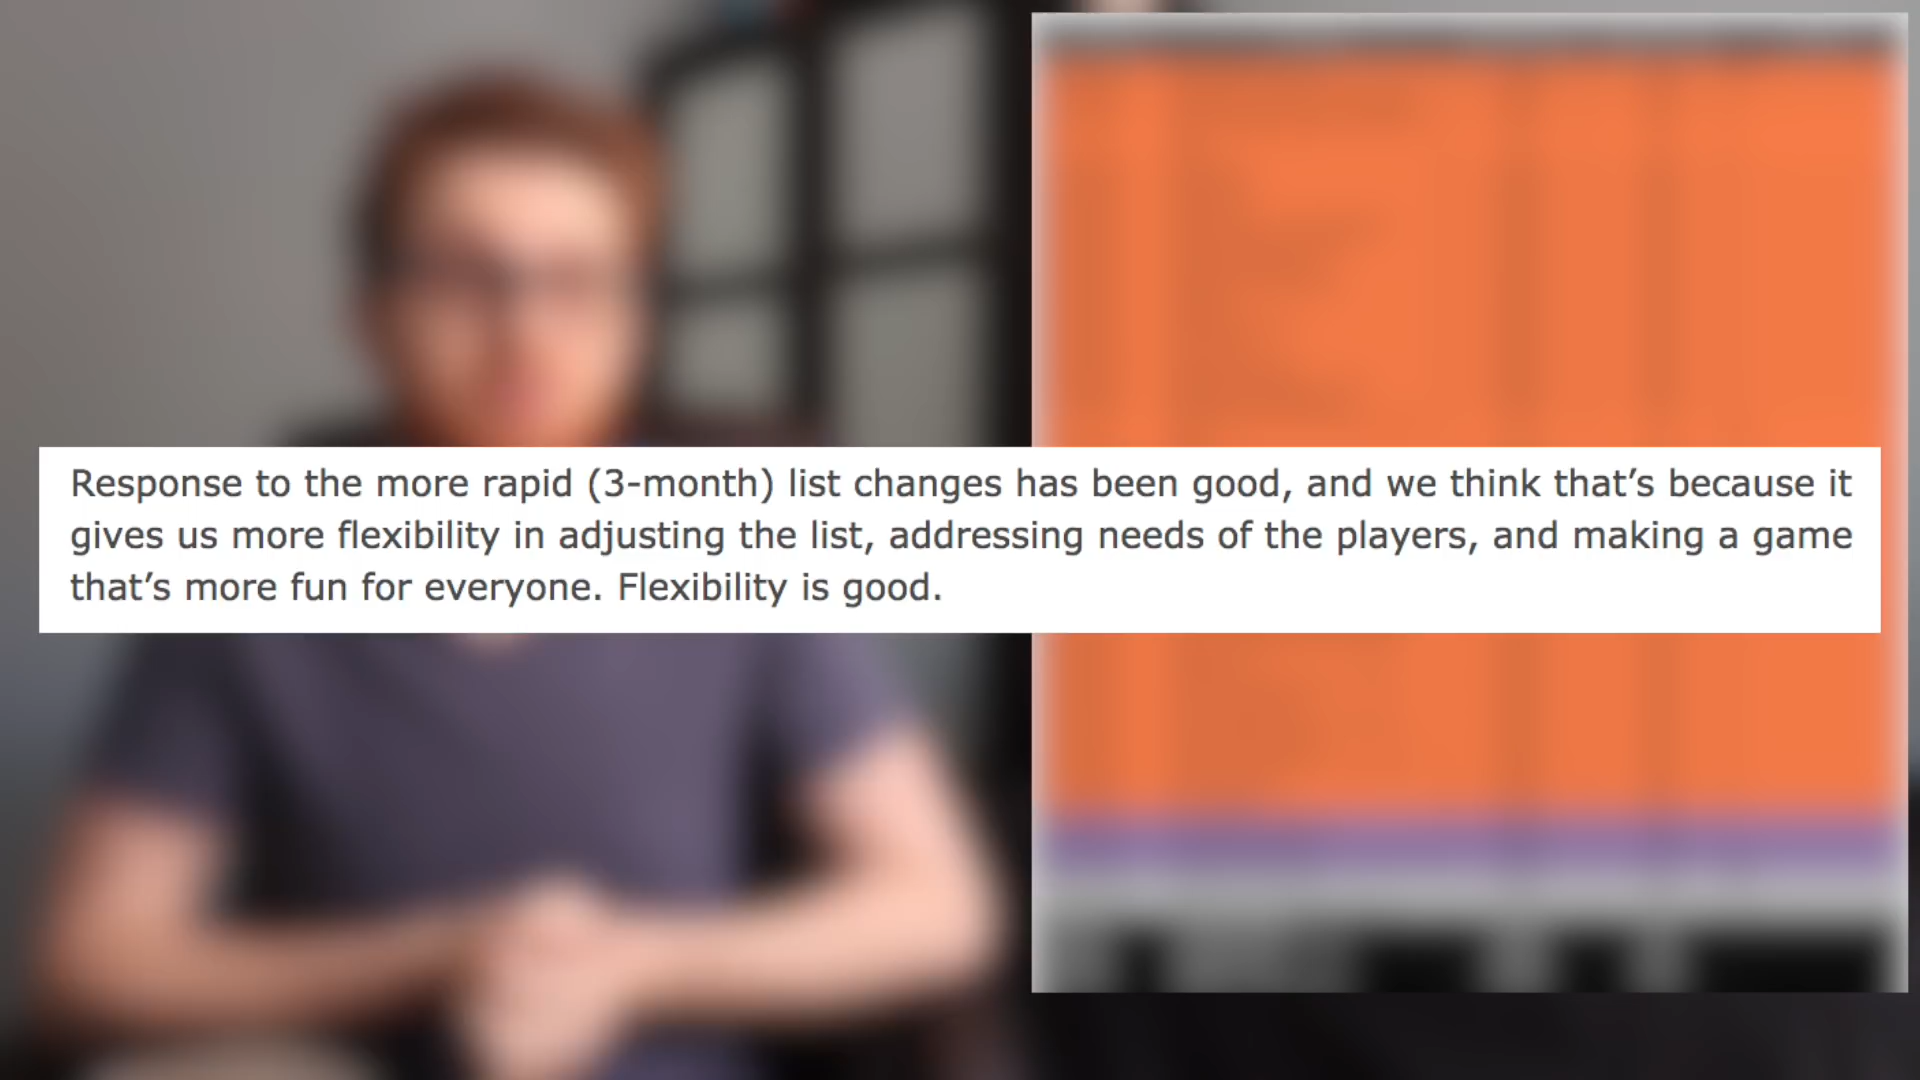 Response to the more rapid (3-month) list changes has been good, and we think that’s because it
gives us more flexibility in adjusting the list, addressing needs of the players, and making a game
that’s more fun for everyone. Flexibility is good.